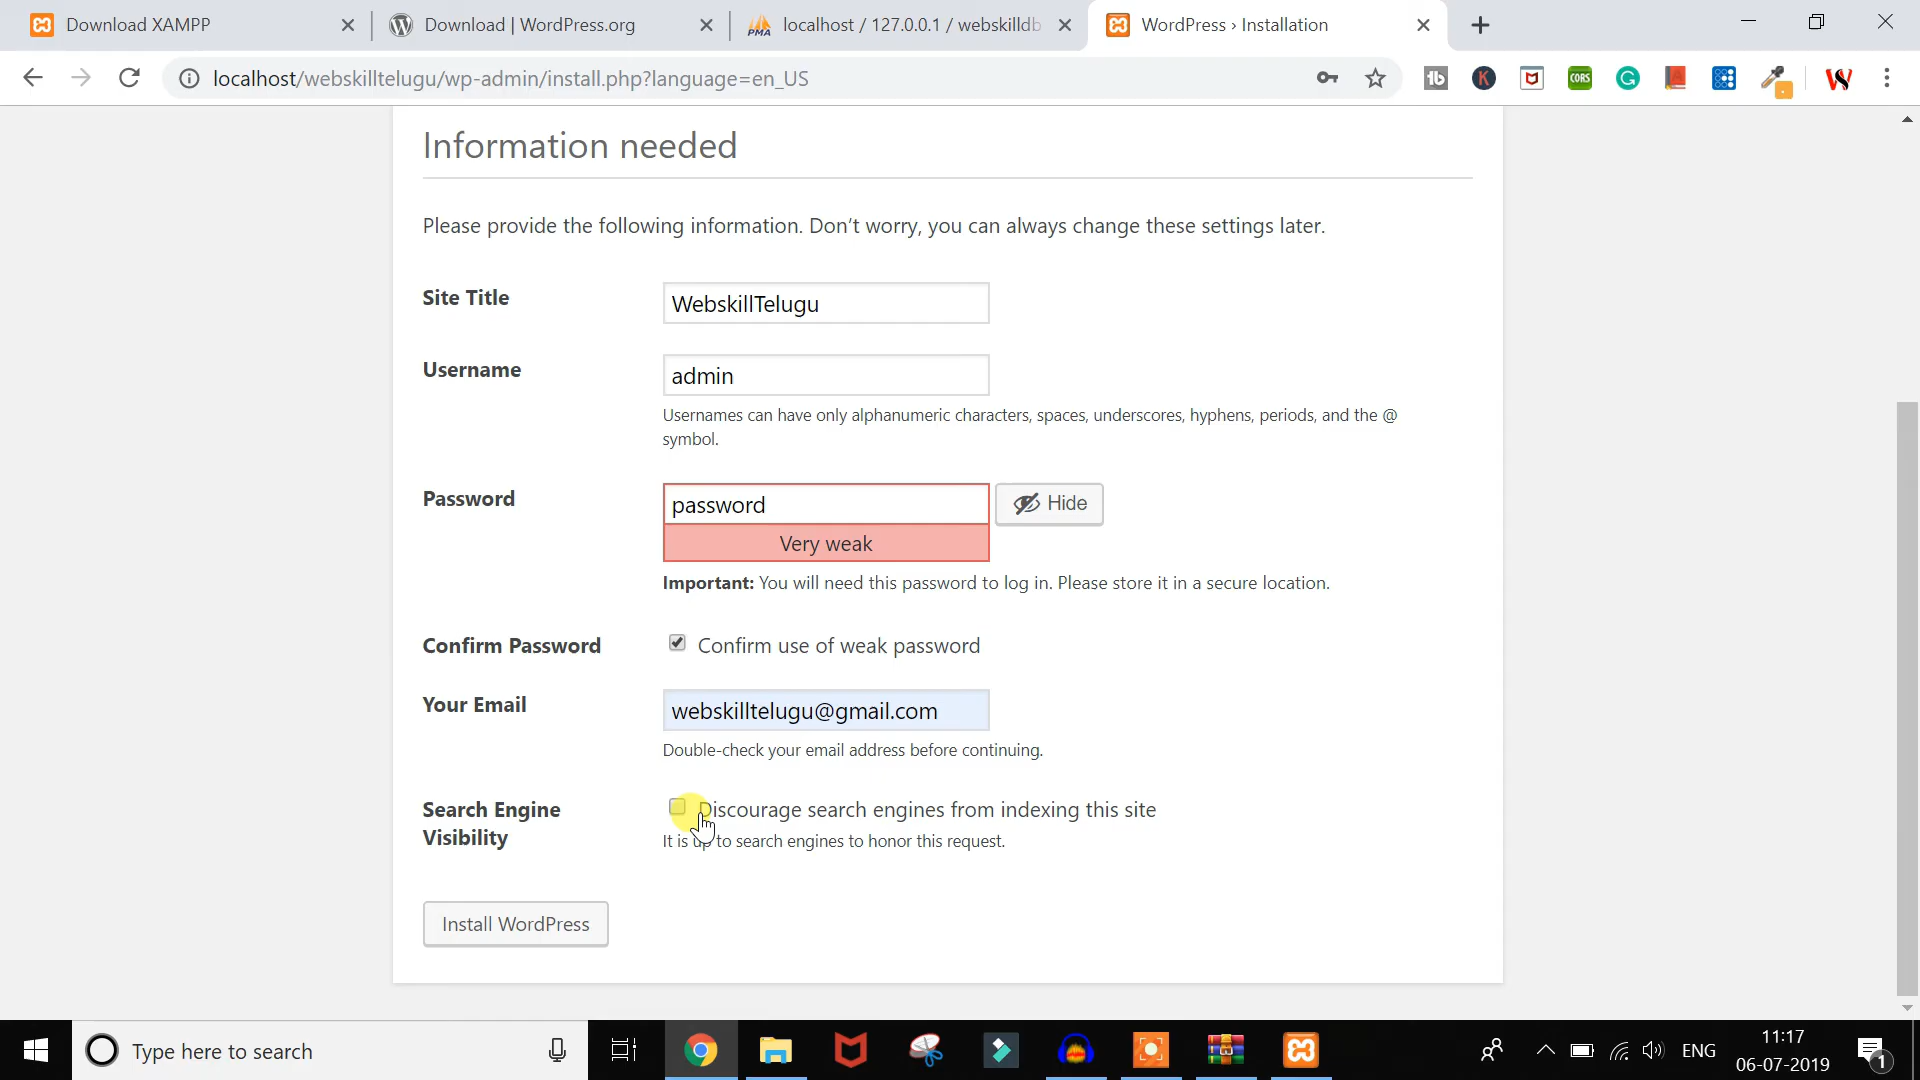 Download XAMPP
Download | WordPress.org
PMA
localhost / 127.0.0.1 / webskilldb
WordPress › Installation
localhost/webskilltelugu/wp-admin/install.php?language=en_US
CORS
Information needed
Please provide the following information. Don’t worry, you can always change these settings later.
Site Title
WebskillTelugu
Username
admin
Usernames can have only alphanumeric characters, spaces, underscores, hyphens, periods, and the @
symbol.
Password
password
Hide
Very weak
Important: You will need this password to log in. Please store it in a secure location.
Confirm Password
Confirm use of weak password
Your Email
webskilltelugu@gmail.com
Double-check your email address before continuing.
Search Engine
Visibility
Discourage search engines from indexing this site
It is up to search engines to honor this request.
Install WordPress
Type here to search
ENG
11:17
06-07-2019
1